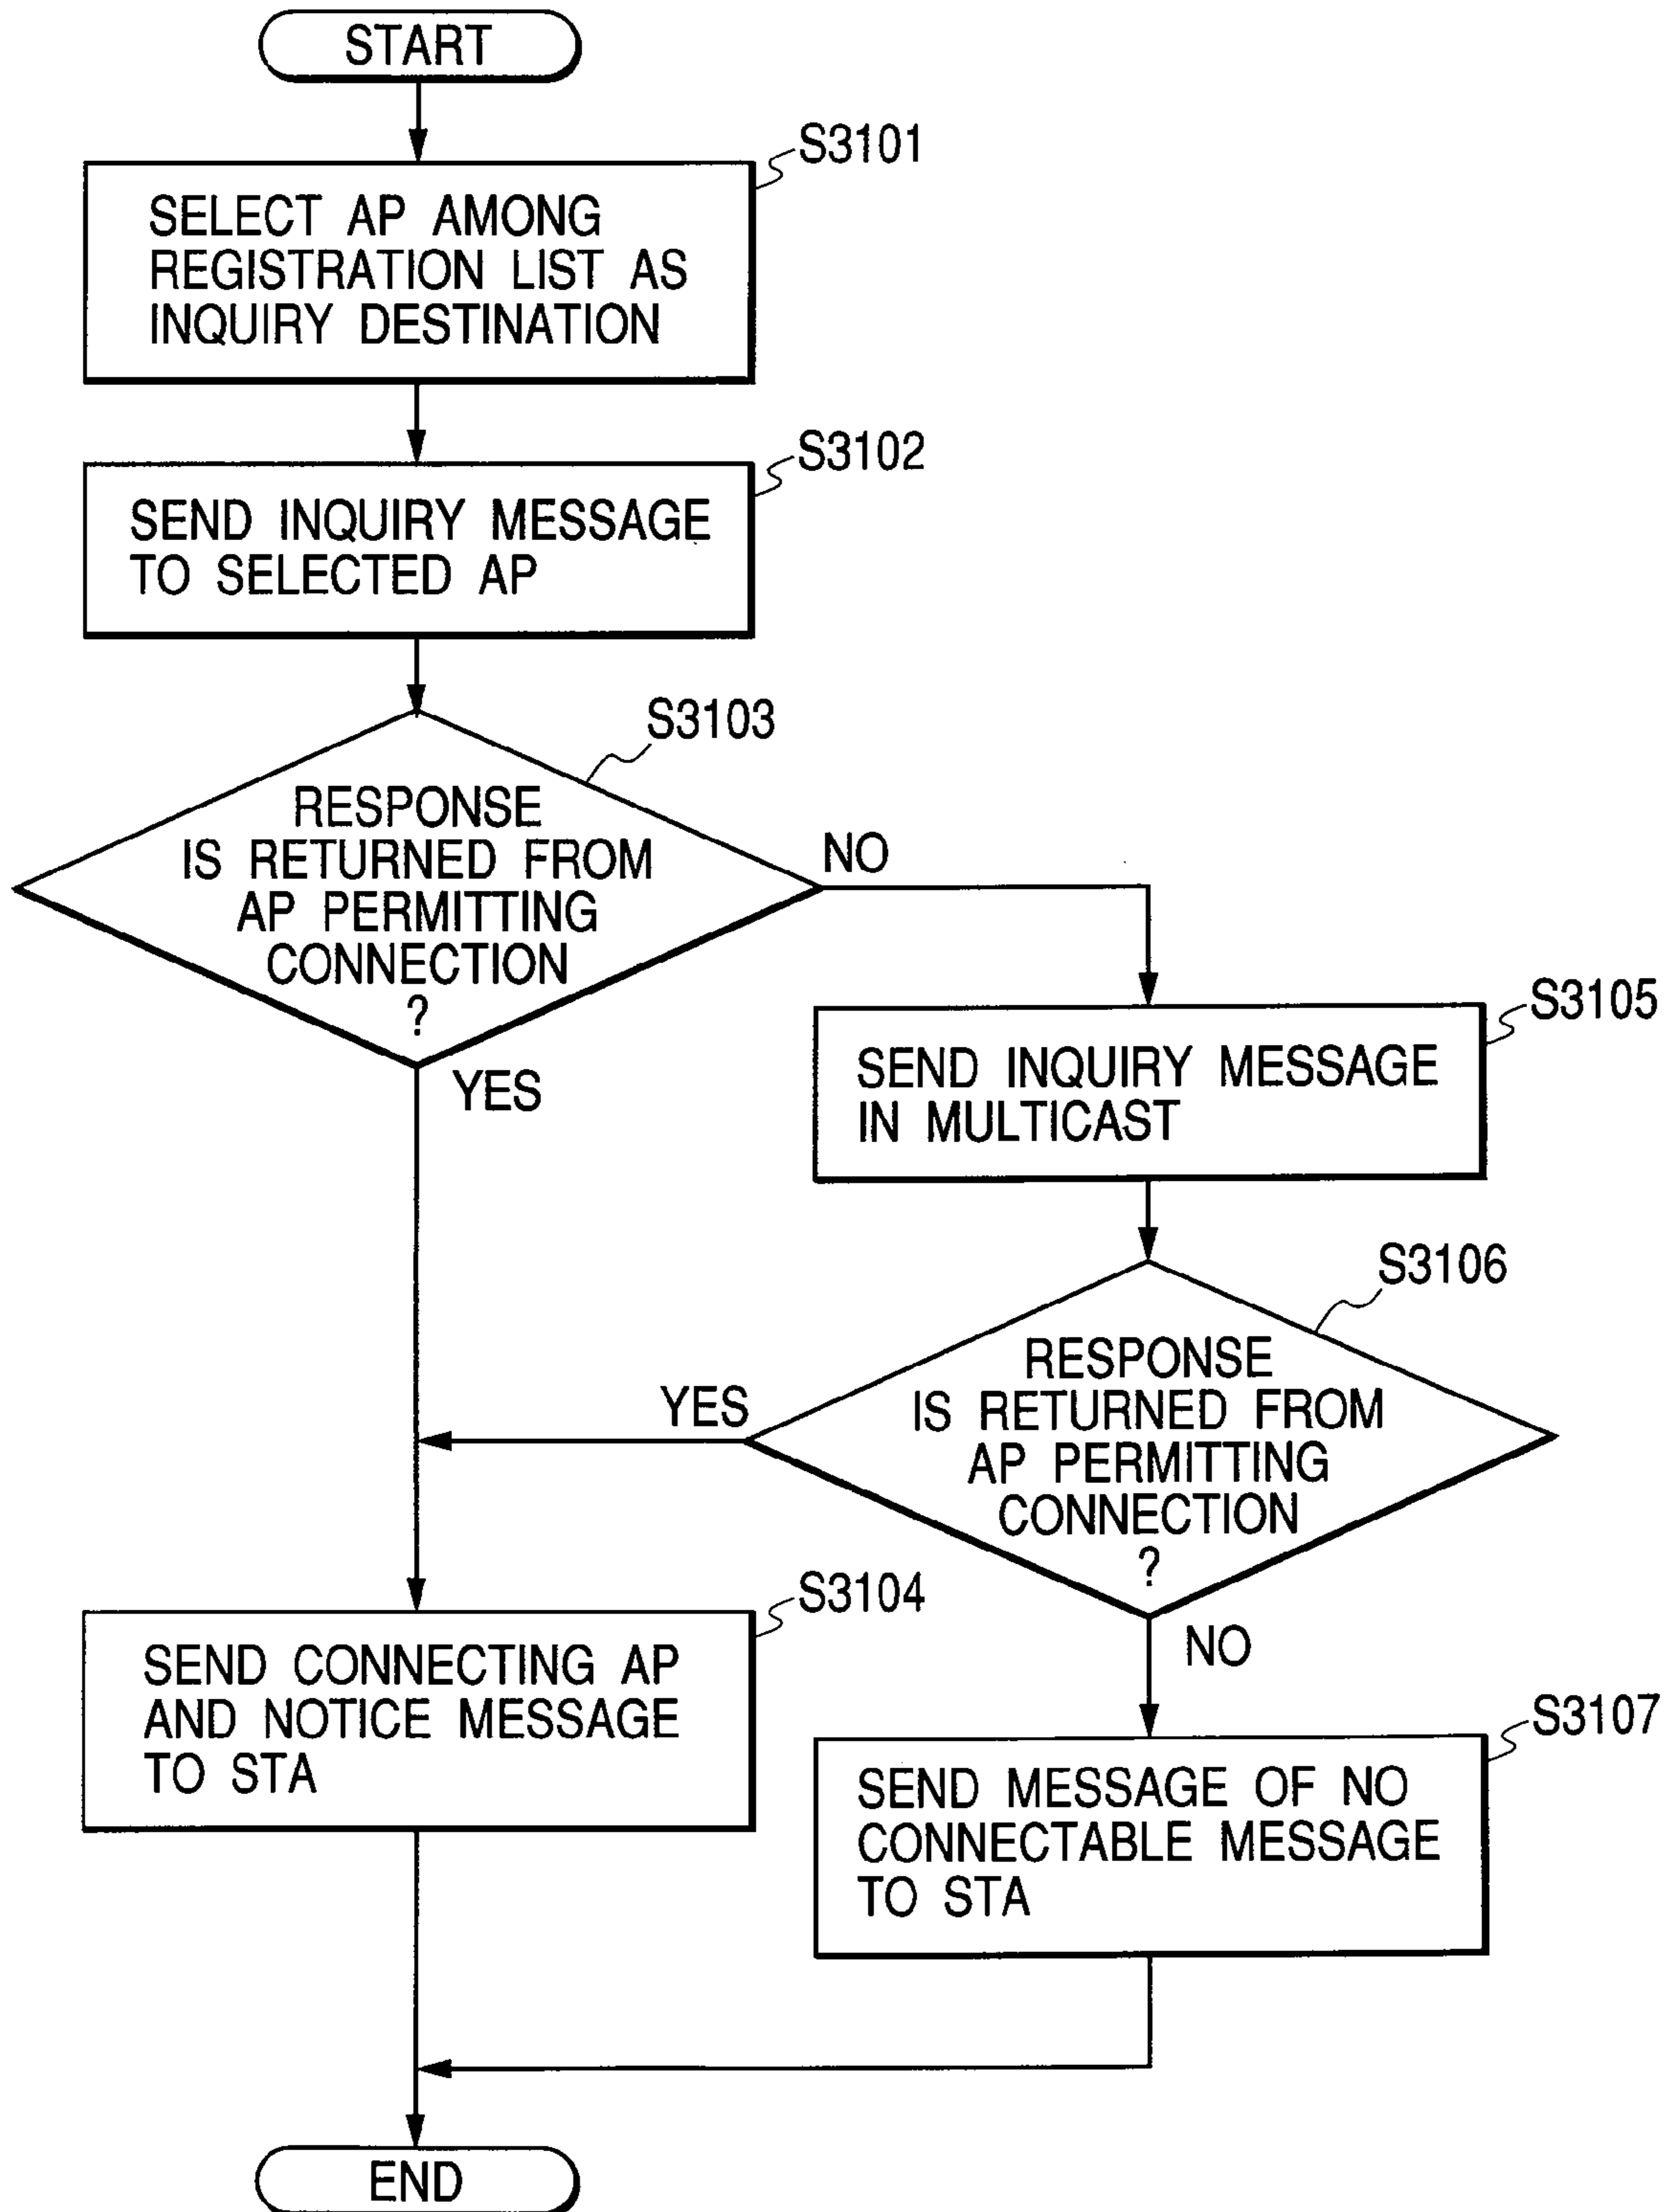 START
S3101
SELECT AP AMONG
REGISTRATION LIST AS
INQUIRY DESTINATION
S3102
SEND INQUIRY MESSAGE
TO SELECTED AP
S3103
RESPONSE
IS RETURNED FROM
AP PERMITTING
CONNECTION
?
NO
YES
S3105
SEND INQUIRY MESSAGE
IN MULTICAST
S3106
RESPONSE
IS RETURNED FROM
AP PERMITTING
CONNECTION
?
YES
NO
S3104
SEND CONNECTING AP
AND NOTICE MESSAGE
TO STA
S3107
SEND MESSAGE OF NO
CONNECTABLE MESSAGE
TO STA
END